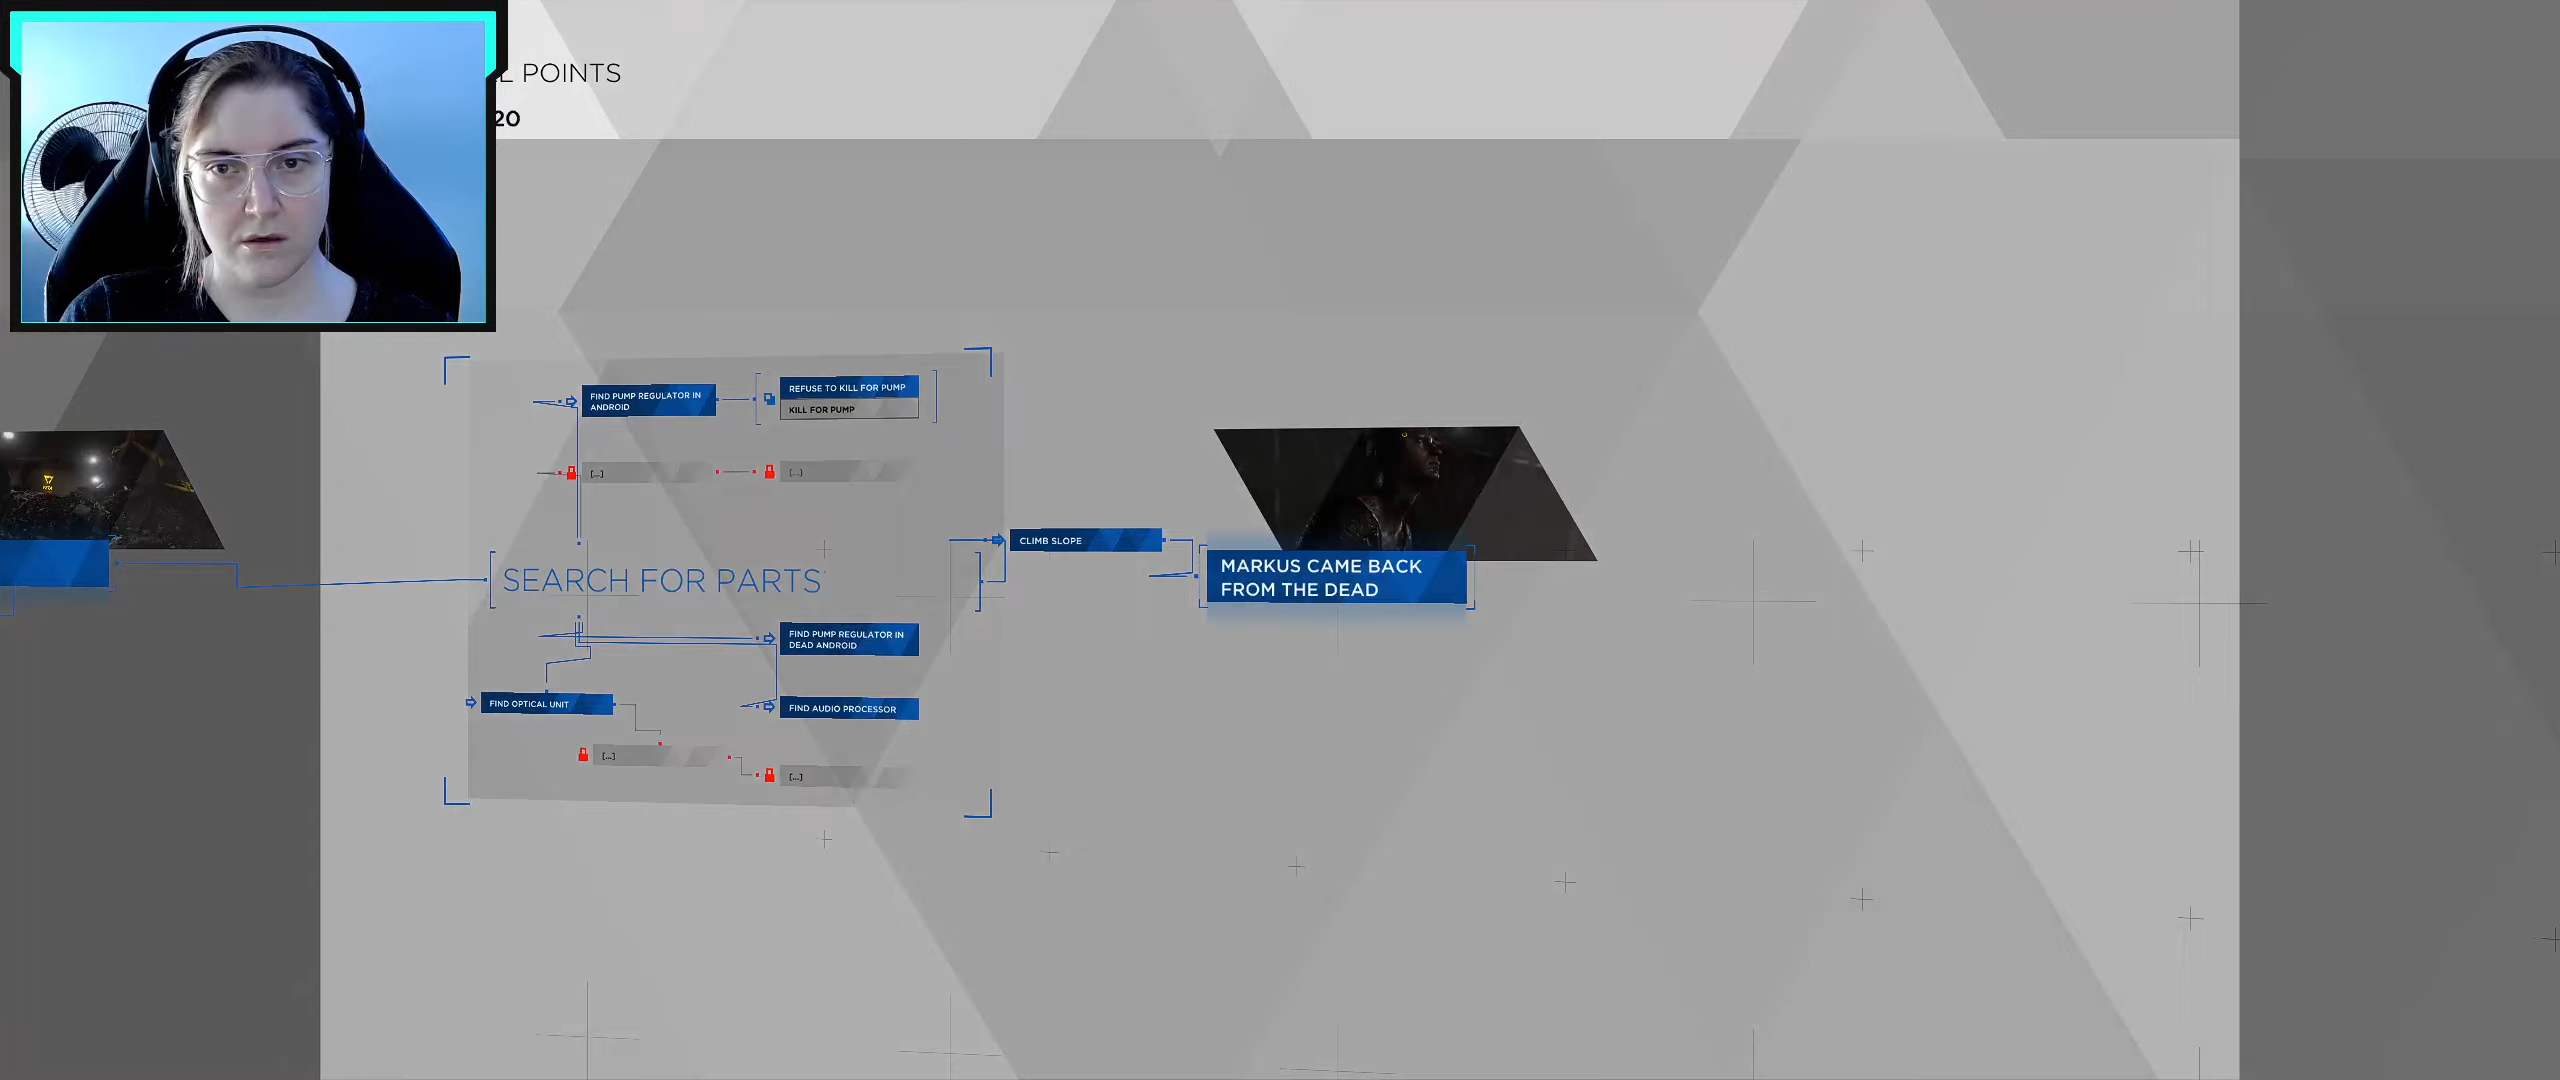 L POINTS
20
FIND PUMP REGULATOR IN
ANDROID
REFUSE TO KILL FOR PUMP
KILL FOR PUMP
[...]
[...]
SEARCH FOR PARTS
CLIMB SLOPE
MARKUS CAME BACK
FROM THE DEAD
FIND PUMP REGULATOR IN
DEAD ANDROID
FIND OPTICAL UNIT
FIND AUDIO PROCESSOR
[...]
[...]